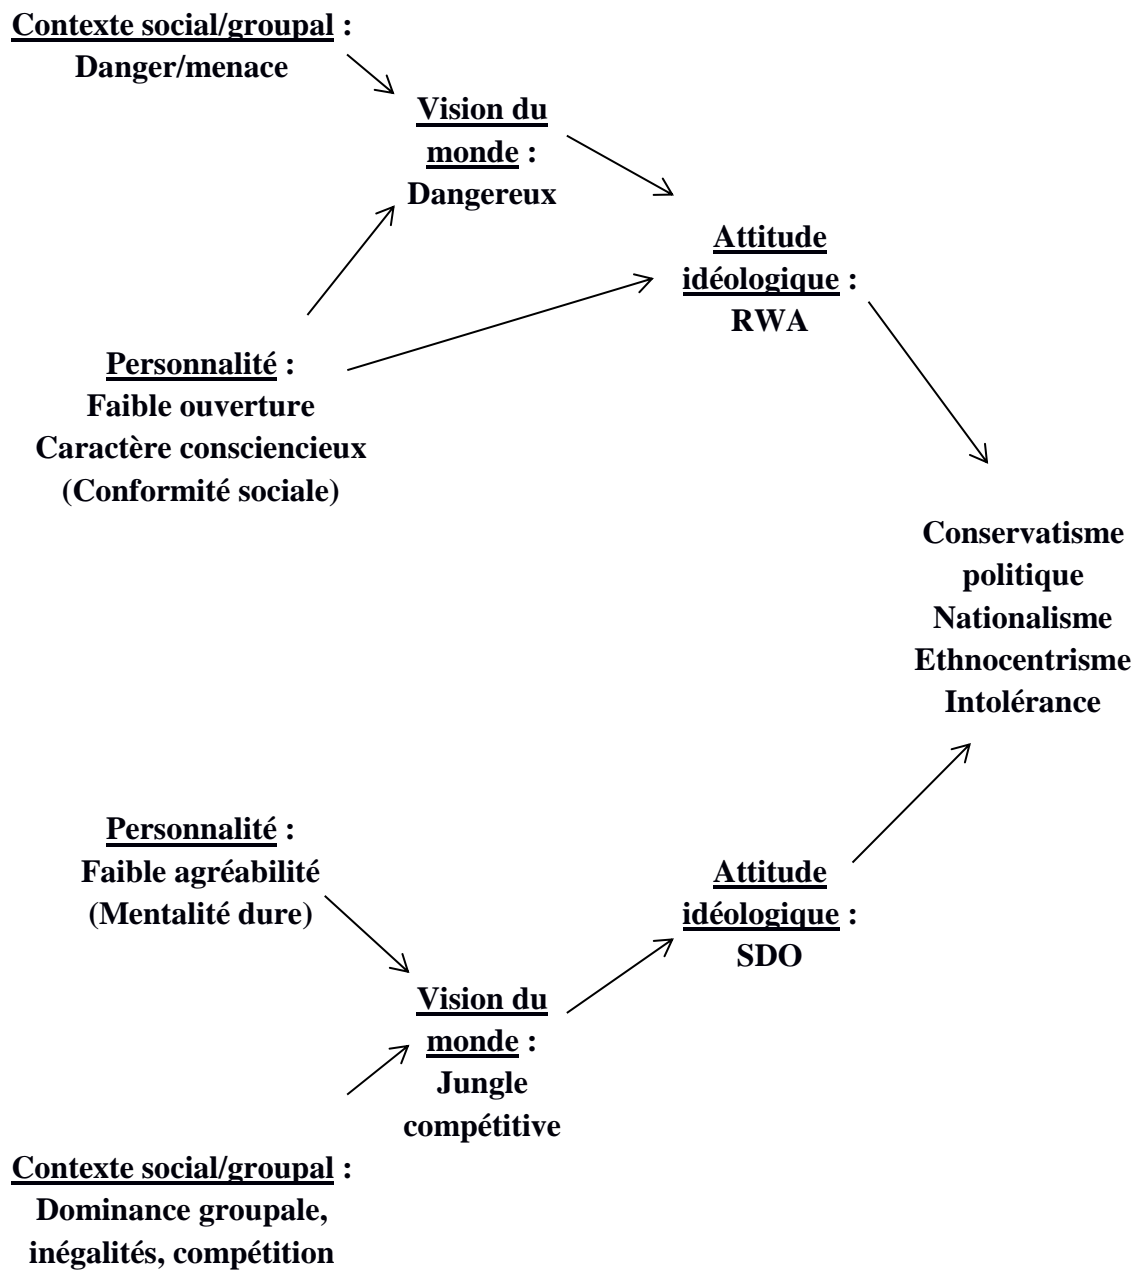 Contexte social/groupal :
Danger/menace
Vision du
monde :
Dangereux
Attitude
idéologique :
RWA
Personnalité :
Faible ouverture
Caractère consciencieux
(Conformité sociale)
Conservatisme
politique
Nationalisme
Ethnocentrisme
Intolérance
Personnalité :
Faible agréabilité
(Mentalité dure)
Attitude
idéologique :
SDO
Vision du
monde :
Jungle
compétitive
Contexte social/groupal :
Dominance groupale,
inégalités, compétition